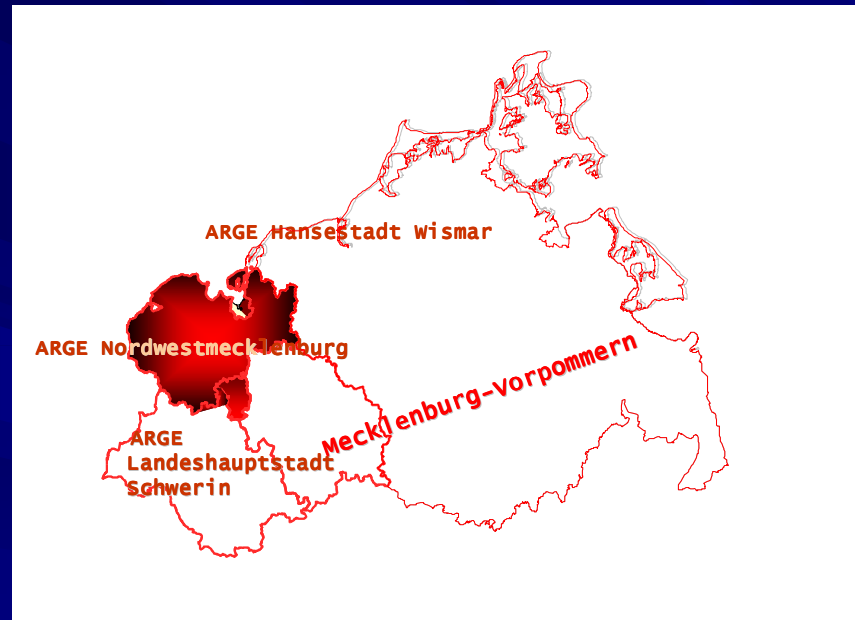 ARGE Hansestadt Wismar
ARGE Nordwestmecklenburg
Mecklenburg-Vorpommern
ARGE
Landeshauptstadt
Schwerin